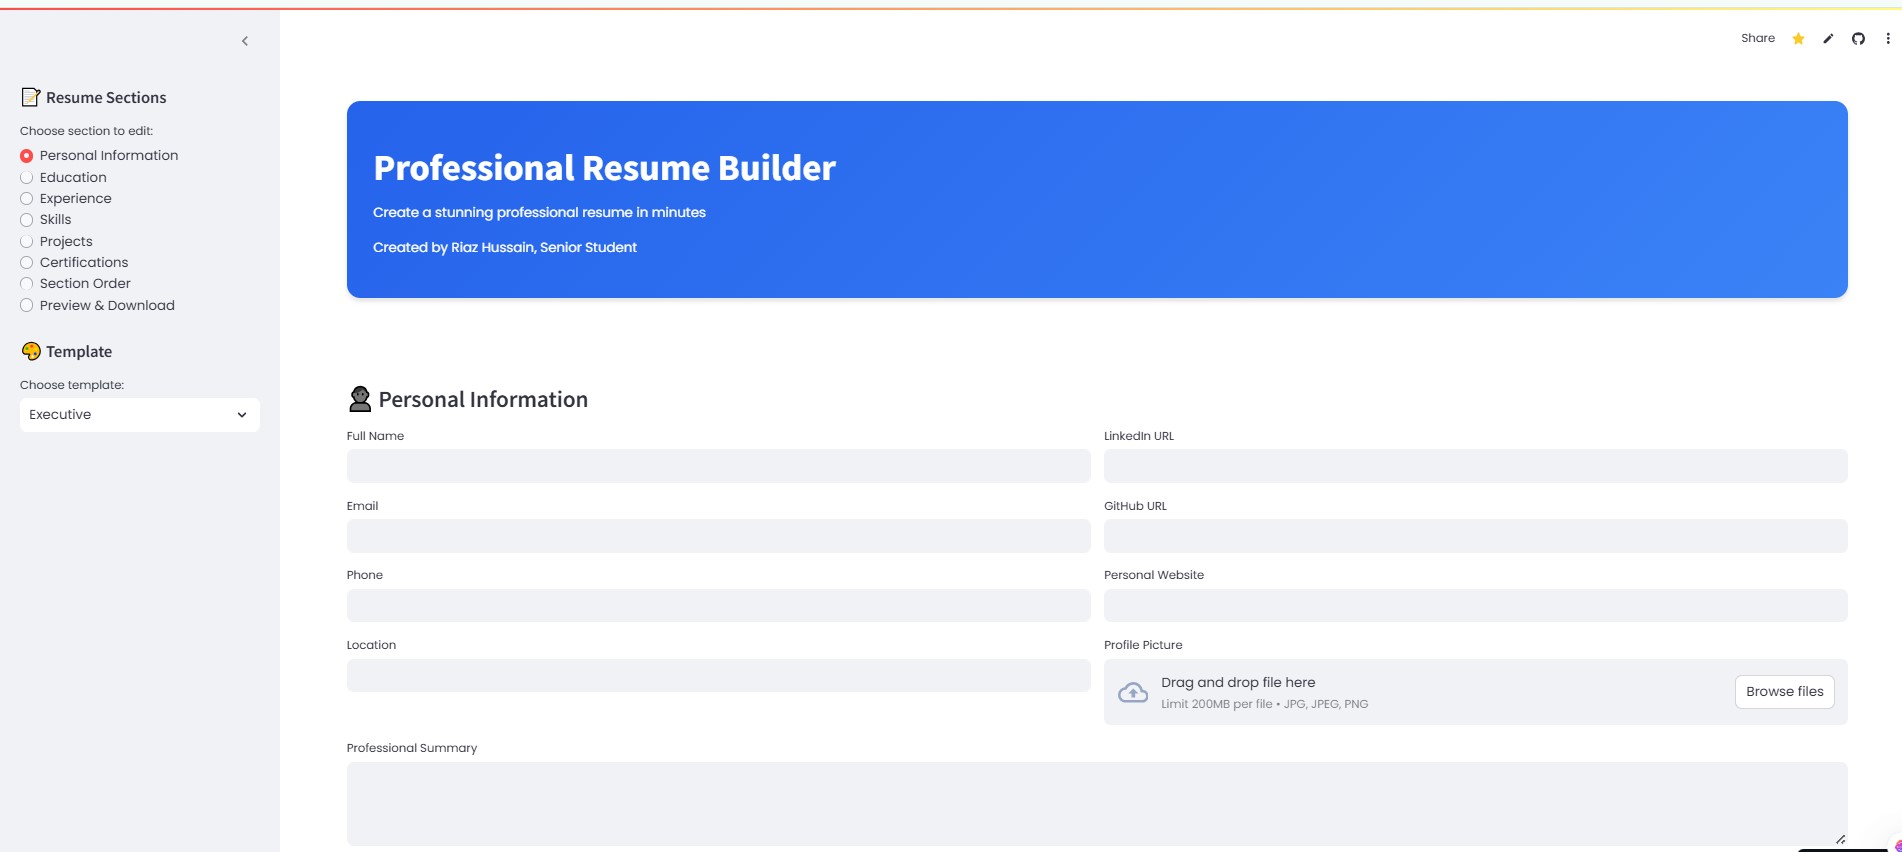 Share
Resume Sections
Choose section to edit:
Personal Information
Education
Experience
Skills
Projects
Certifications
Section Order
Preview & Download
Template
Choose template:
Executive
Professional Resume Builder
Create a stunning professional resume in minutes
Created by Riaz Hussain, Senior Student
Personal Information
Full Name
LinkedIn URL
Email
GitHub URL
Phone
Personal Website
Location
Profile Picture
Drag and drop file here
Limit 200MB per file • JPG, JPEG, PNG
Browse files
Professional Summary